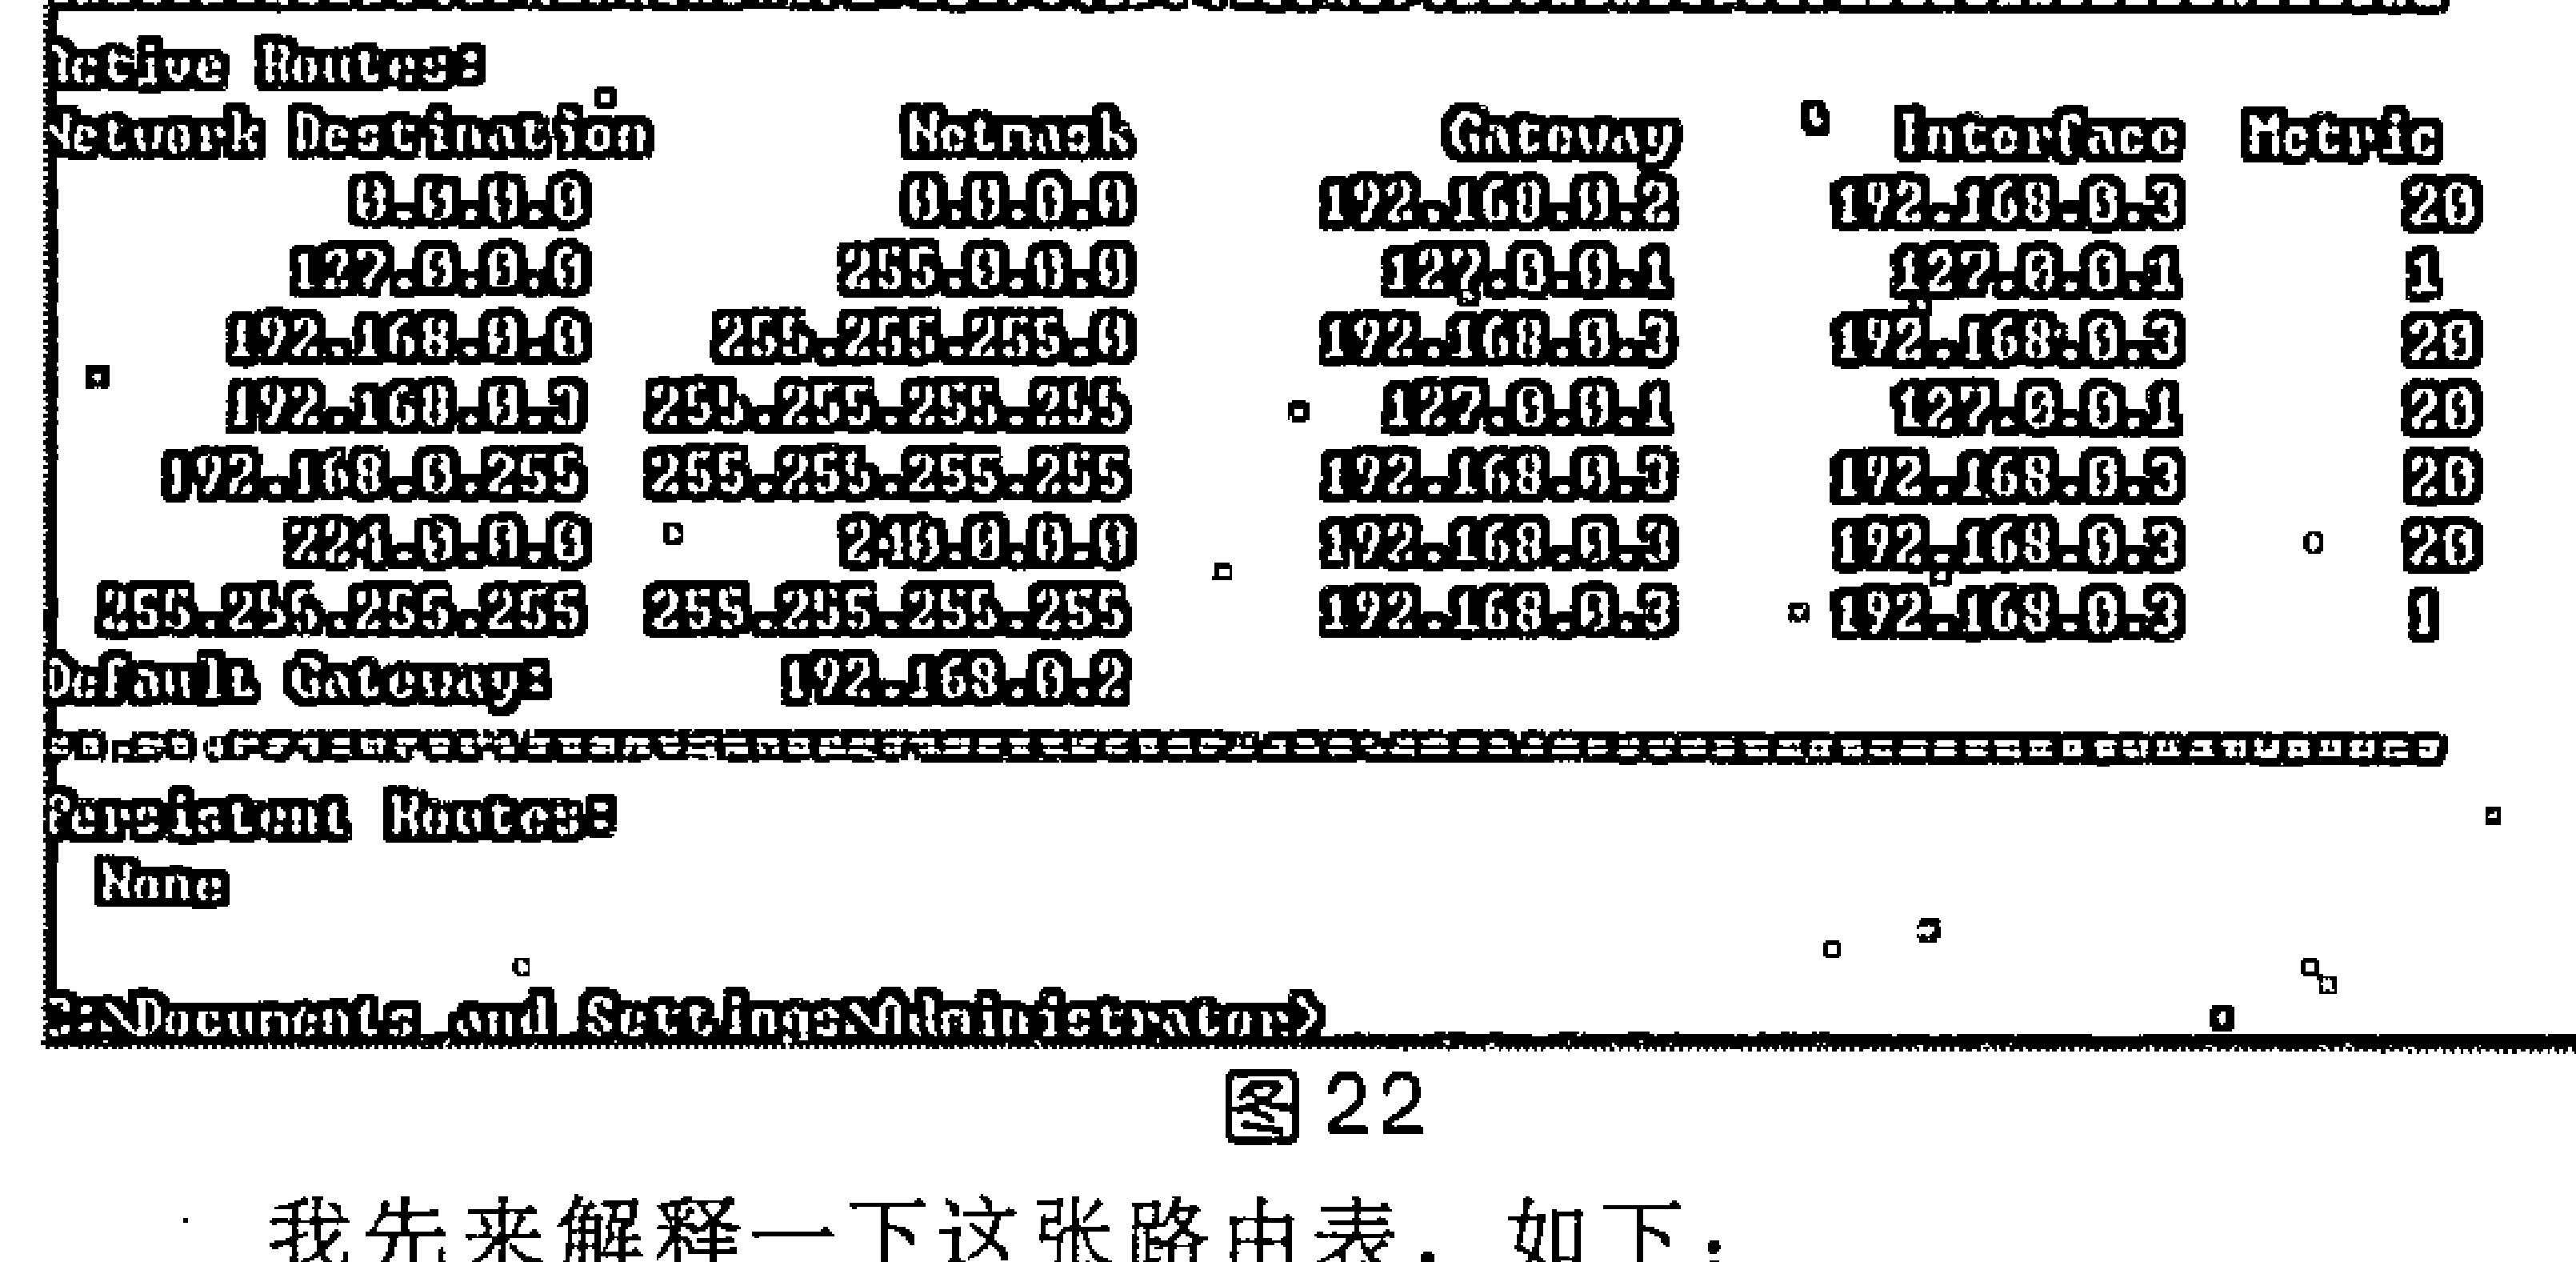 Active Routes:
Network Destination Netmask Gateway Interface Metric
0.0.0.0 0.0.0.0 192.168.0.2 192.168.0.3 20
127.0.0.0 255.0.0.0 127.0.0.1 127.0.0.1 1
192.168.0.0 255.255.255.0 192.168.0.3 192.168.0.3 20
192.168.0.3 255.255.255.255 127.0.0.1 127.0.0.1 20
192.168.0.255 255.255.255.255 192.168.0.3 192.168.0.3 20
224.0.0.0 240.0.0.0 192.168.0.3 192.168.0.3 20
255.255.255.255 255.255.255.255 192.168.0.3 192.168.0.3 1
Default Gateway: 192.168.0.2
Persistent Routes:
None
C:\Documents and Settings\Administrator>
图22
我先来解释一下这张路由表，如下：